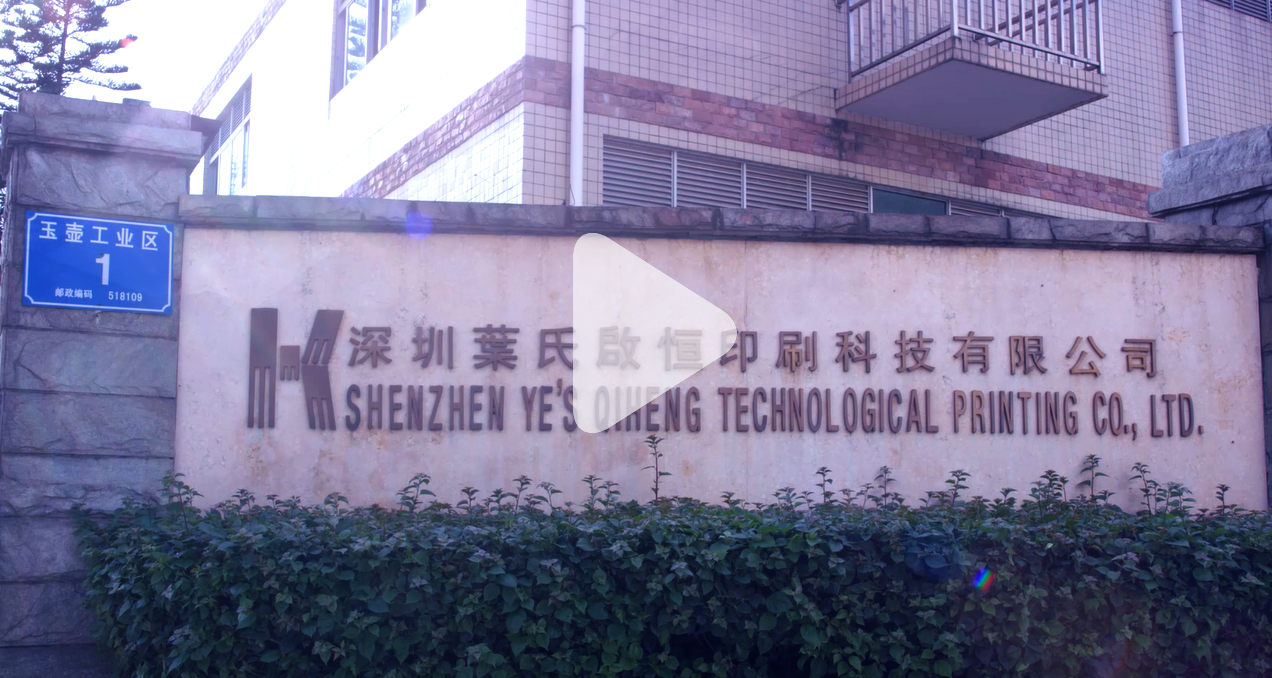 玉壶工业区
1
邮政编码 518109
深圳葉氏啟恒印刷科技有限公司
SHENZHEN YE'S QIHENG TECHNOLOGICAL PRINTING CO., LTD.